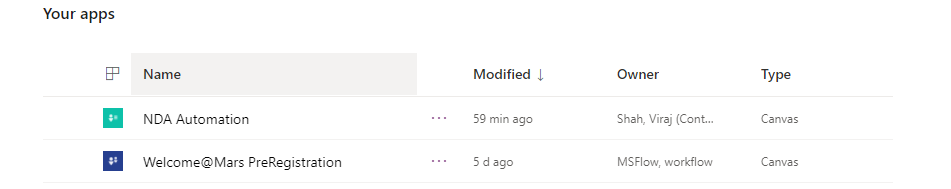 Your apps
Name Modified ↓ Owner Type
NDA Automation ... 59 min ago Shah, Viraj (Cont... Canvas
Welcome@Mars PreRegistration ... 5 d ago MSFlow, workflow Canvas